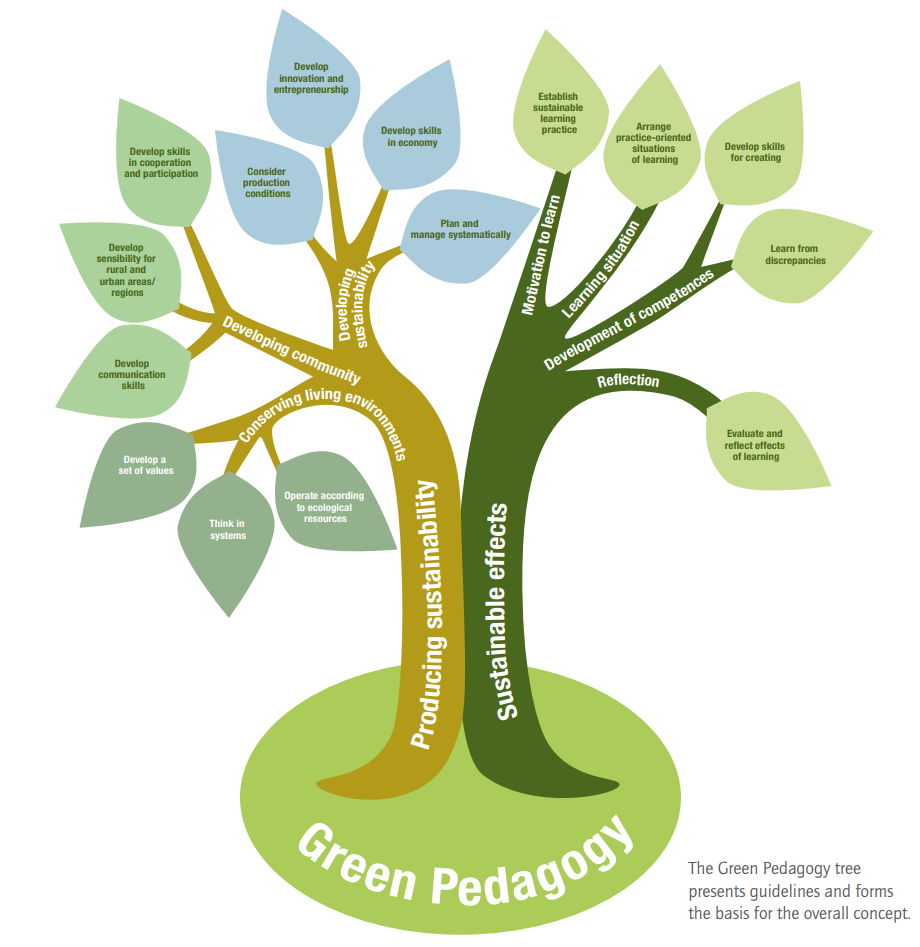 Develop
innovation and
entrepreneurship
Develop skills
in economy
Consider
production
conditions
Plan and
manage systematically
Develop skills
in cooperation
and participation
Develop
sensibility for
rural and
urban areas/
regions
Develop
communication
skills
Develop a
set of values
Think in
systems
Operate according
to ecological
resources
Developing
sustainability
Developing community
Conserving living environments
Producing sustainability
Establish
sustainable
learning
practice
Arrange
practice-oriented
situations
of learning
Develop skills
for creating
Learn from
discrepancies
Evaluate and
reflect effects
of learning
Motivation to learn
Learning situation
Development of competences
Reflection
Sustainable effects
Green Pedagogy
The Green Pedagogy tree
presents guidelines and forms
the basis for the overall concept.